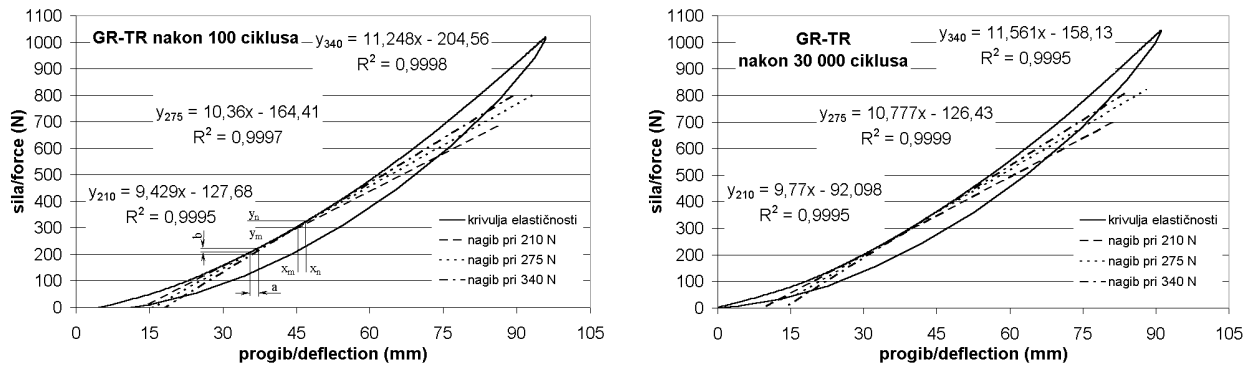 GR-TR nakon 100 ciklusa
y340 = 11,248x - 204,56
R² = 0,9998
y275 = 10,36x - 164,41
R² = 0,9997
y210 = 9,429x - 127,68
R² = 0,9995
sila/force (N)
1100
1000
900
800
700
600
500
400
300
200
100
0
yn
ym
b
xm
xn
a
krivulja elastičnosti
nagib pri 210 N
nagib pri 275 N
nagib pri 340 N
0 15 30 45 60 75 90 105
progib/deflection (mm)
GR-TR
nakon 30 000 ciklusa
y340 = 11,561x - 158,13
R² = 0,9995
y275 = 10,777x - 126,43
R² = 0,9999
y210 = 9,77x - 92,098
R² = 0,9995
sila/force (N)
1100
1000
900
800
700
600
500
400
300
200
100
0
krivulja elastičnosti
nagib pri 210 N
nagib pri 275 N
nagib pri 340 N
0 15 30 45 60 75 90 105
progib/deflection (mm)